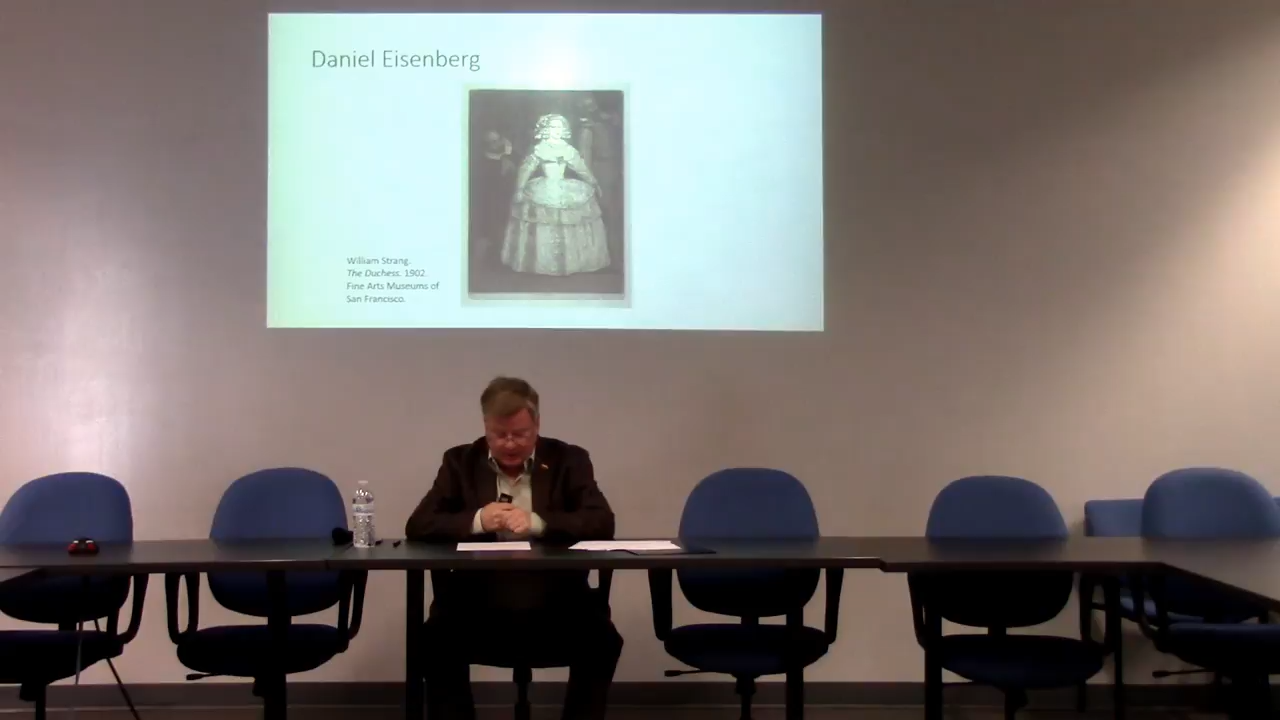 Daniel Eisenberg
William Strang.
The Duchess. 1902.
Fine Arts Museums of
San Francisco.